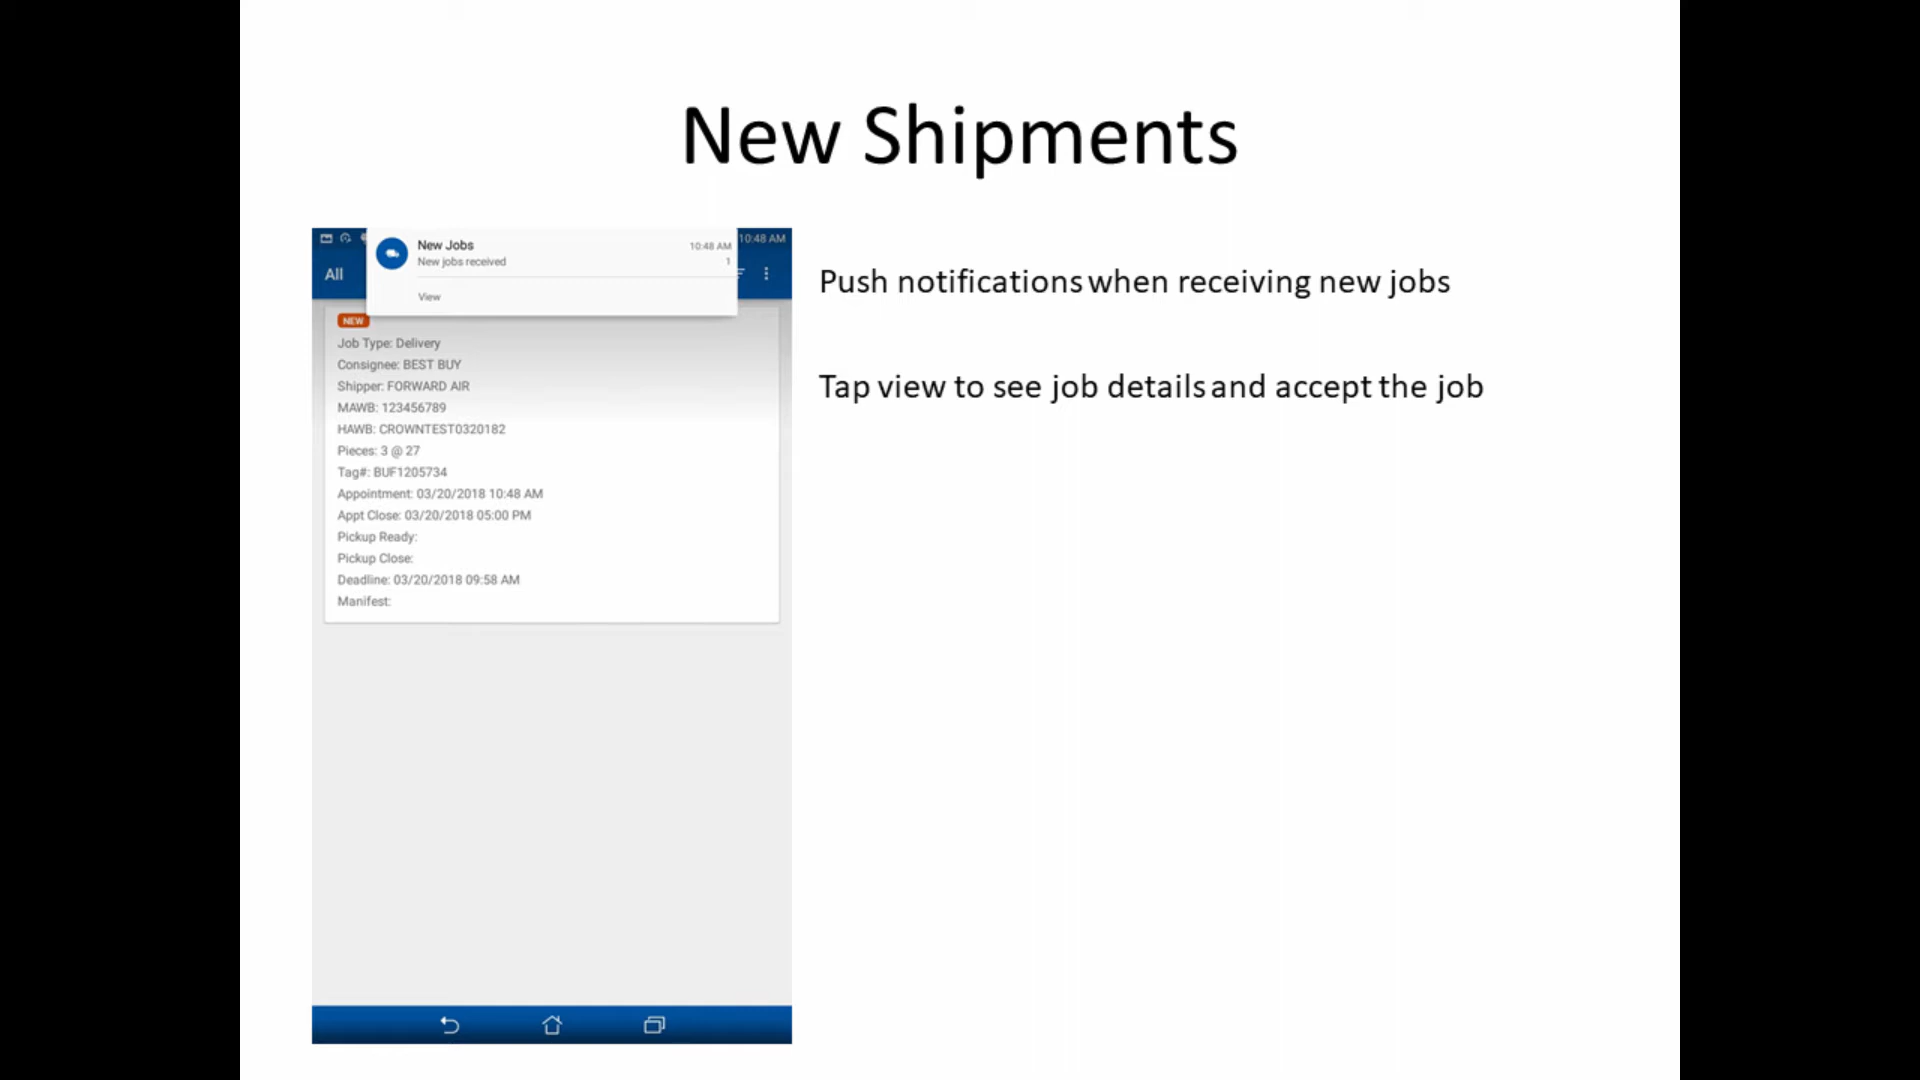 New Shipments
10:48 AM
All
New Jobs
10:48 AM
New jobs received
1
View
NEW
Job Type: Delivery
Consignee: BEST BUY
Shipper: FORWARD AIR
MAWB: 123456789
HAWB: CROWNTEST0320182
Pieces: 3 @ 27
Tag#: BUF1205734
Appointment: 03/20/2018 10:48 AM
Appt Close: 03/20/2018 05:00 PM
Pickup Ready:
Pickup Close:
Deadline: 03/20/2018 09:58 AM
Manifest:
Push notifications when receiving new jobs
Tap view to see job details and accept the job